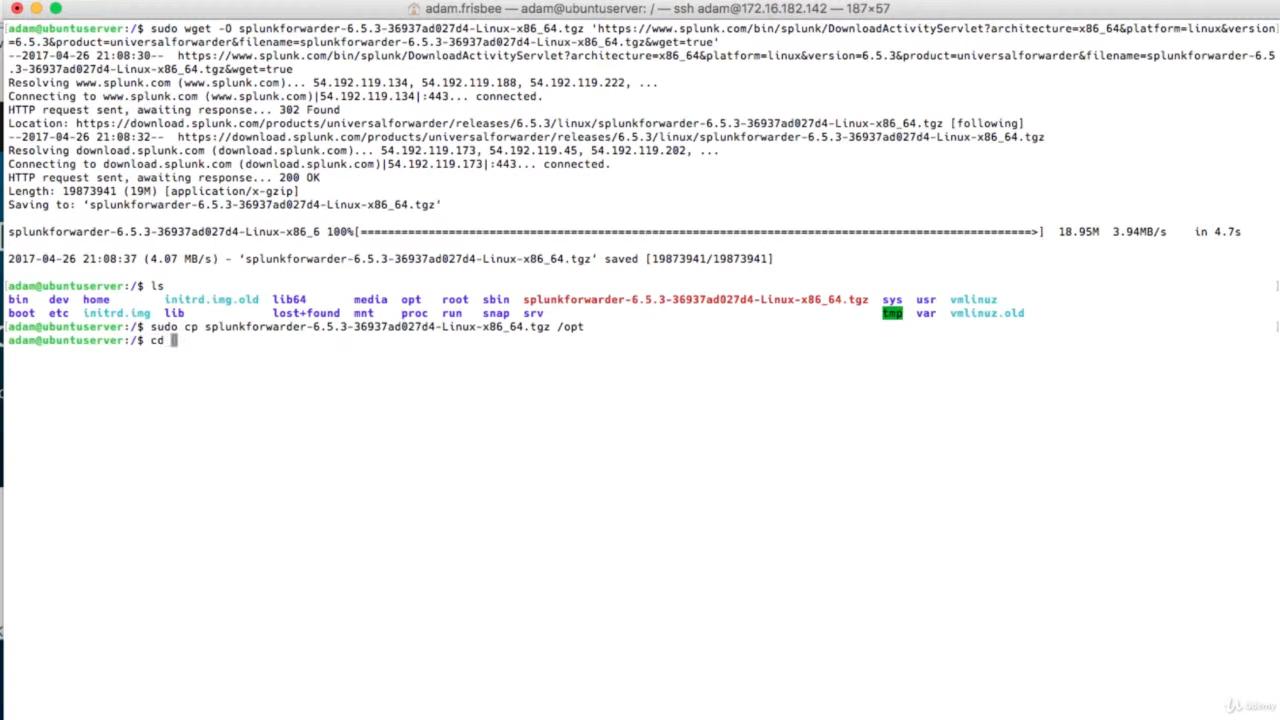 adam.frisbee — adam@ubuntuserver: / — ssh adam@172.16.182.142 — 187×57
adam@ubuntuserver:/$ sudo wget -O splunkforwarder-6.5.3-36937ad027d4-Linux-x86_64.tgz 'https://www.splunk.com/bin/splunk/DownloadActivityServlet?architecture=x86_64&platform=linux&version
=6.5.3&product=universalforwarder&filename=splunkforwarder-6.5.3-36937ad027d4-Linux-x86_64.tgz&wget=true'
--2017-04-26 21:08:30-- https://www.splunk.com/bin/splunk/DownloadActivityServlet?architecture=x86_64&platform=linux&version=6.5.3&product=universalforwarder&filename=splunkforwarder-6.5
.3-36937ad027d4-Linux-x86_64.tgz&wget=true
Resolving www.splunk.com (www.splunk.com)... 54.192.119.134, 54.192.119.188, 54.192.119.222, ...
Connecting to www.splunk.com (www.splunk.com)|54.192.119.134|:443... connected.
HTTP request sent, awaiting response... 302 Found
Location: https://download.splunk.com/products/universalforwarder/releases/6.5.3/linux/splunkforwarder-6.5.3-36937ad027d4-Linux-x86_64.tgz [following]
--2017-04-26 21:08:32-- https://download.splunk.com/products/universalforwarder/releases/6.5.3/linux/splunkforwarder-6.5.3-36937ad027d4-Linux-x86_64.tgz
Resolving download.splunk.com (download.splunk.com)... 54.192.119.173, 54.192.119.45, 54.192.119.202, ...
Connecting to download.splunk.com (download.splunk.com)|54.192.119.173|:443... connected.
HTTP request sent, awaiting response... 200 OK
Length: 19873941 (19M) [application/x-gzip]
Saving to: ‘splunkforwarder-6.5.3-36937ad027d4-Linux-x86_64.tgz’
splunkforwarder-6.5.3-36937ad027d4-Linux-x86_6 100%[====================================================================================================>] 18.95M 3.94MB/s in 4.7s
2017-04-26 21:08:37 (4.07 MB/s) - ‘splunkforwarder-6.5.3-36937ad027d4-Linux-x86_64.tgz’ saved [19873941/19873941]
adam@ubuntuserver:/$ ls
bin dev home initrd.img.old lib64 media opt root sbin splunkforwarder-6.5.3-36937ad027d4-Linux-x86_64.tgz sys usr vmlinuz
boot etc initrd.img lib lost+found mnt proc run snap srv tmp var vmlinuz.old
adam@ubuntuserver:/$ sudo cp splunkforwarder-6.5.3-36937ad027d4-Linux-x86_64.tgz /opt
adam@ubuntuserver:/$ cd
Udemy